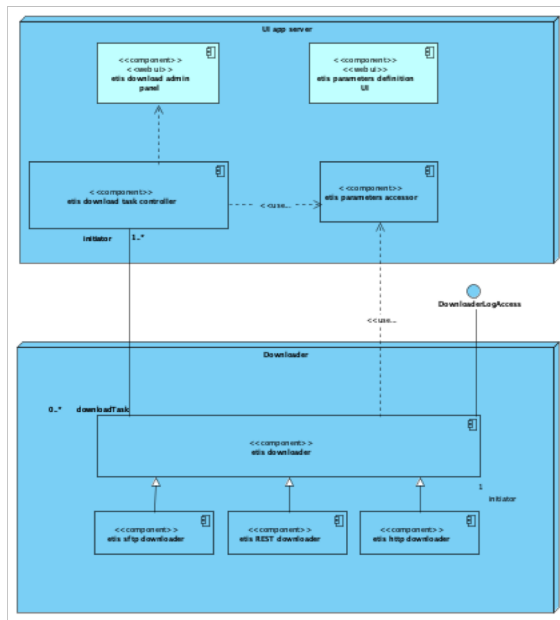 UI app server
<<component>>
<<web ui>>
etis download admin
panel
<<component>>
<<web ui>>
etis parameters definition
UI
<<component>>
etis download task controller
<<use...
<<component>>
etis parameters accessor
initiator 1..*
DownloaderLogAccess
<<use...
Downloader
0..* downloadTask
<<component>>
etis downloader
1
initiator
<<component>>
etis sftp downloader
<<component>>
etis REST downloader
<<component>>
etis http downloader